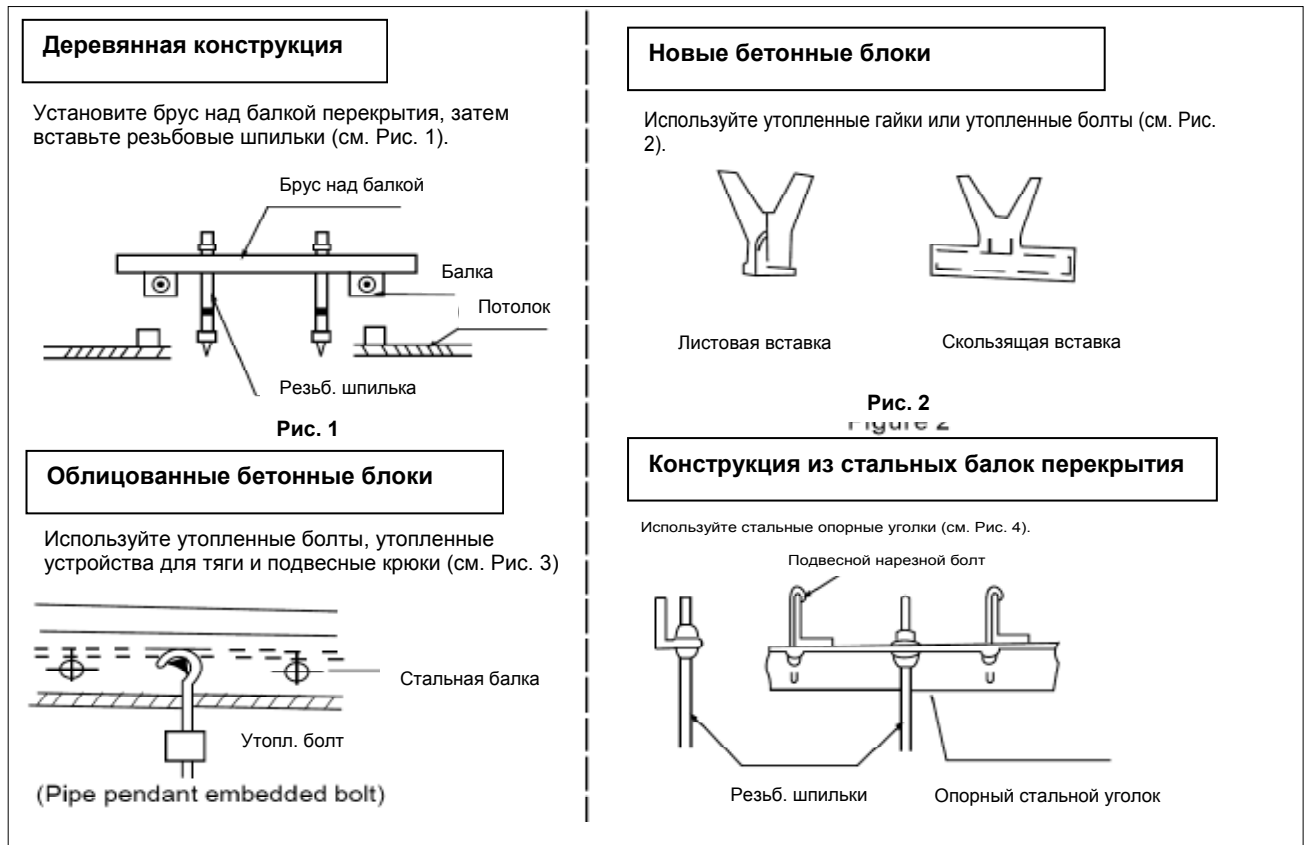 Деревянная конструкция
Установите брус над балкой перекрытия, затем
вставьте резьбовые шпильки (см. Рис. 1).
Брус над балкой
Балка
Потолок
Резьб. шпилька
Рис. 1
Новые бетонные блоки
Используйте утопленные гайки или утопленные болты (см. Рис.
2).
Листовая вставка
Скользящая вставка
Рис. 2
Figure 2
Облицованные бетонные блоки
Используйте утопленные болты, утопленные
устройства для тяги и подвесные крюки (см. Рис. 3)
Стальная балка
Утопл. болт
(Pipe pendant embedded bolt)
Конструкция из стальных балок перекрытия
Используйте стальные опорные уголки (см. Рис. 4).
Подвесной нарезной болт
Резьб. шпильки
Опорный стальной уголок